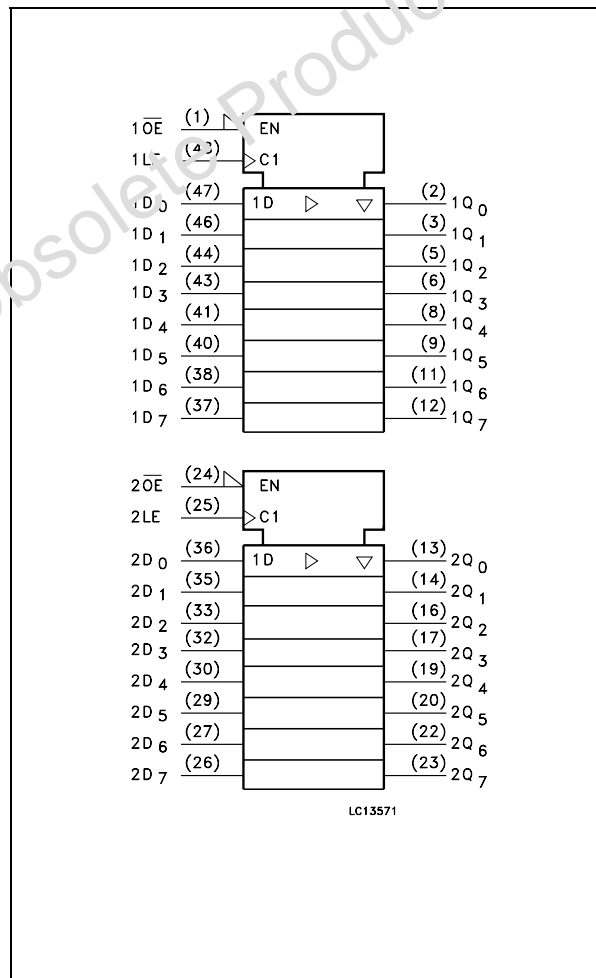 bsolete Produc
1O̅E̅ (1) EN
1LE (48) C1
1D0 (47) 1D (2) 1Q0
1D1 (46) (3) 1Q1
1D2 (44) (5) 1Q2
1D3 (43) (6) 1Q3
1D4 (41) (8) 1Q4
1D5 (40) (9) 1Q5
1D6 (38) (11) 1Q6
1D7 (37) (12) 1Q7
2O̅E̅ (24) EN
2LE (25) C1
2D0 (36) 1D (13) 2Q0
2D1 (35) (14) 2Q1
2D2 (33) (16) 2Q2
2D3 (32) (17) 2Q3
2D4 (30) (19) 2Q4
2D5 (29) (20) 2Q5
2D6 (27) (22) 2Q6
2D7 (26) (23) 2Q7
LC13571